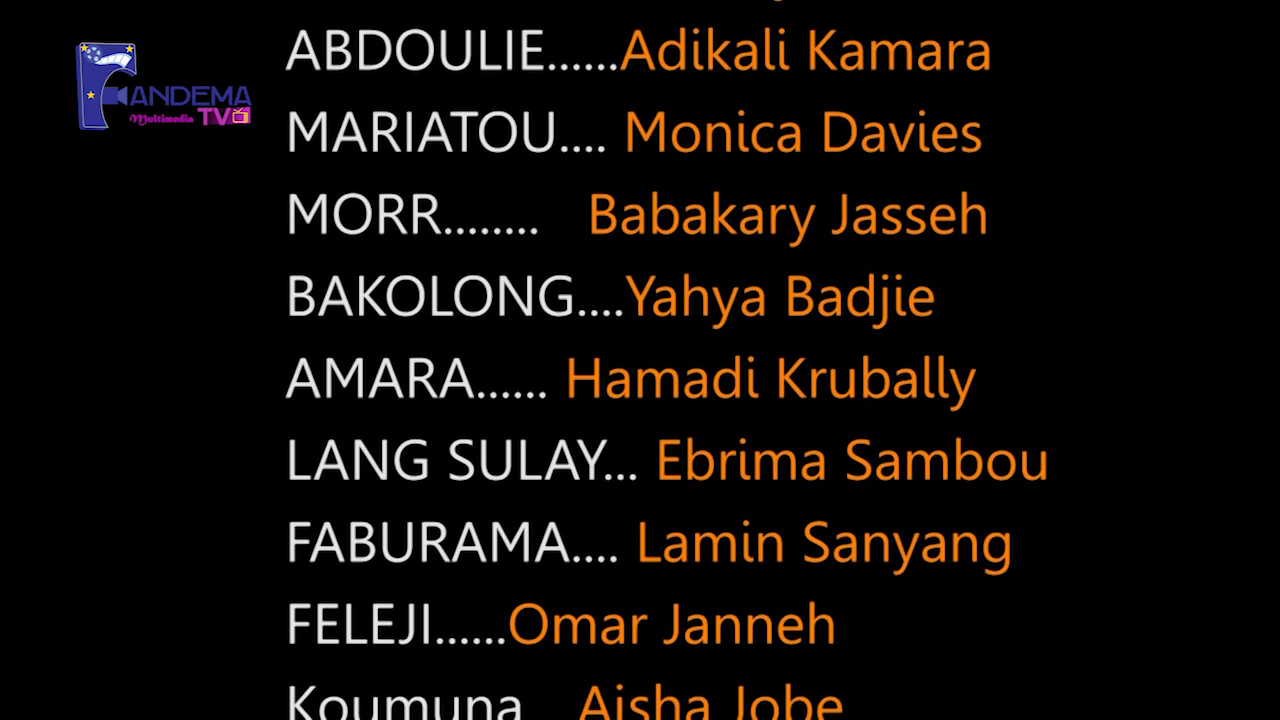 ABDOULIE......Adikali Kamara
MARIATOU.... Monica Davies
MORR........ Babakary Jasseh
BAKOLONG....Yahya Badjie
AMARA...... Hamadi Krubally
LANG SULAY... Ebrima Sambou
FABURAMA.... Lamin Sanyang
FELEJI......Omar Janneh
Koumuna Aisha Jobe
FANDEMA
Multimedia TV